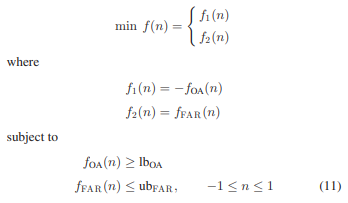 min f(n) = { f₁(n)
f₂(n)
where
f₁(n) = −f_OA(n)
f₂(n) = f_FAR(n)
subject to
f_OA(n) ≥ lb_OA
f_FAR(n) ≤ ub_FAR, −1 ≤ n ≤ 1 (11)